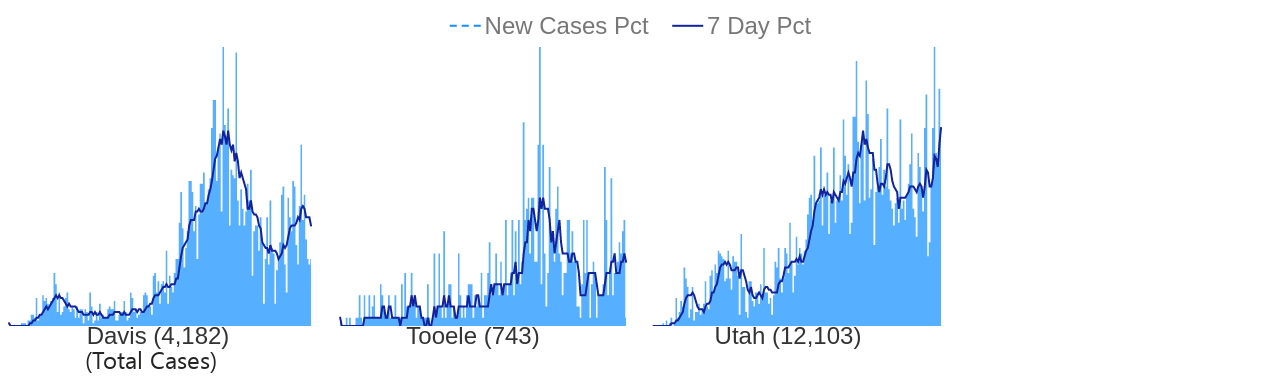 New Cases Pct 7 Day Pct
Davis (4,182) Tooele (743) Utah (12,103)
(Total Cases)